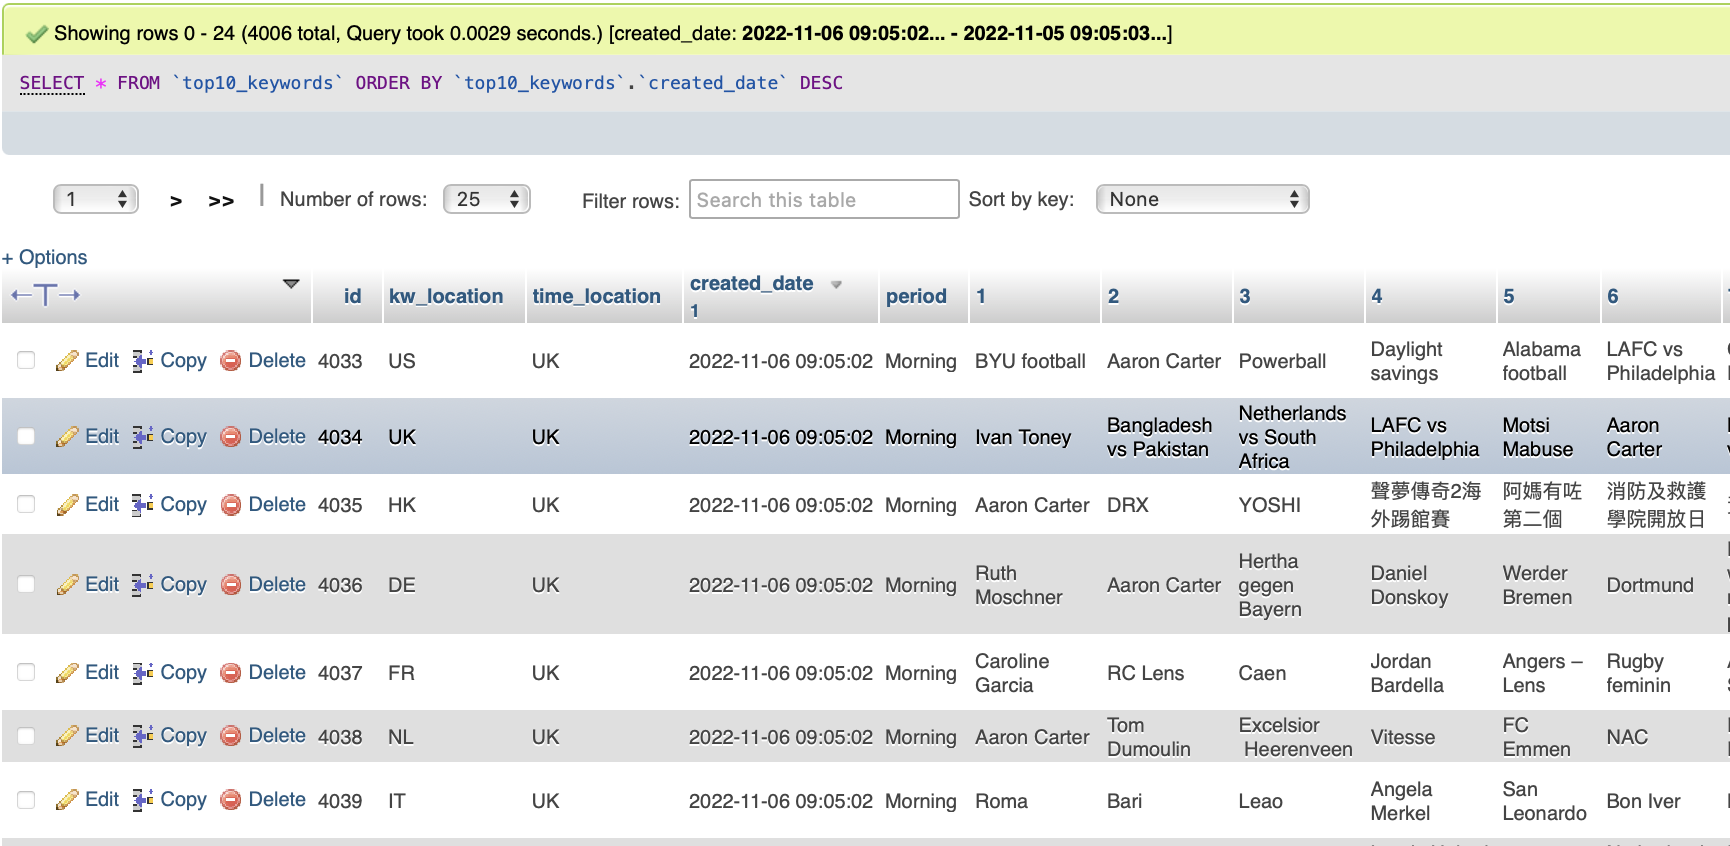 Showing rows 0 - 24 (4006 total, Query took 0.0029 seconds.) [created_date: 2022-11-06 09:05:02... - 2022-11-05 09:05:03...]
SELECT * FROM `top10_keywords` ORDER BY `top10_keywords`.`created_date` DESC
1 > >> | Number of rows: 25 Filter rows: Search this table Sort by key: None
+ Options
←T→ id kw_location time_location created_date 1 period 1 2 3 4 5 6
Edit Copy Delete 4033 US UK 2022-11-06 09:05:02 Morning BYU football Aaron Carter Powerball Daylight savings Alabama football LAFC vs Philadelphia
Edit Copy Delete 4034 UK UK 2022-11-06 09:05:02 Morning Ivan Toney Bangladesh vs Pakistan Netherlands vs South Africa LAFC vs Philadelphia Motsi Mabuse Aaron Carter
Edit Copy Delete 4035 HK UK 2022-11-06 09:05:02 Morning Aaron Carter DRX YOSHI 聲夢傳奇2海外踢館賽 阿媽有咗第二個 消防及救護學院開放日
Edit Copy Delete 4036 DE UK 2022-11-06 09:05:02 Morning Ruth Moschner Aaron Carter Hertha gegen Bayern Daniel Donskoy Werder Bremen Dortmund
Edit Copy Delete 4037 FR UK 2022-11-06 09:05:02 Morning Caroline Garcia RC Lens Caen Jordan Bardella Angers – Lens Rugby feminin
Edit Copy Delete 4038 NL UK 2022-11-06 09:05:02 Morning Aaron Carter Tom Dumoulin Excelsior Heerenveen Vitesse FC Emmen NAC
Edit Copy Delete 4039 IT UK 2022-11-06 09:05:02 Morning Roma Bari Leao Angela Merkel San Leonardo Bon Iver